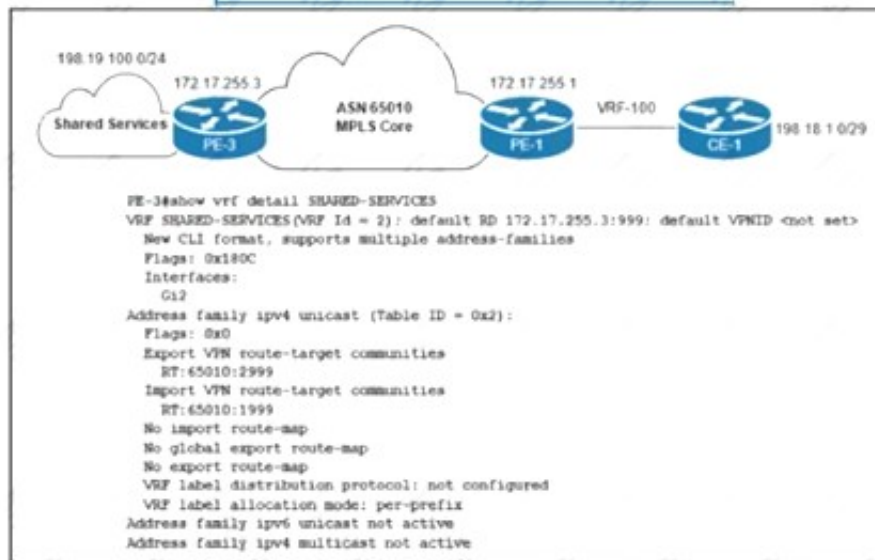 198.19.100.0/24
172.17.255.3
172.17.255.1
Shared Services
ASN 65010
MPLS Core
VRF-100
198.18.1.0/29
PE-3
PE-1
CE-1
PE-3#show vrf detail SHARED-SERVICES
VRF SHARED-SERVICES (VRF Id = 2); default RD 172.17.255.3:999; default VPNID <not set>
New CLI format, supports multiple address-families
Flags: 0x180C
Interfaces:
Gi2
Address family ipv4 unicast (Table ID = 0x2):
Flags: 0x0
Export VPN route-target communities
RT:65010:2999
Import VPN route-target communities
RT:65010:1999
No import route-map
No global export route-map
No export route-map
VRF label distribution protocol: not configured
VRF label allocation mode: per-prefix
Address family ipv6 unicast not active
Address family ipv4 multicast not active